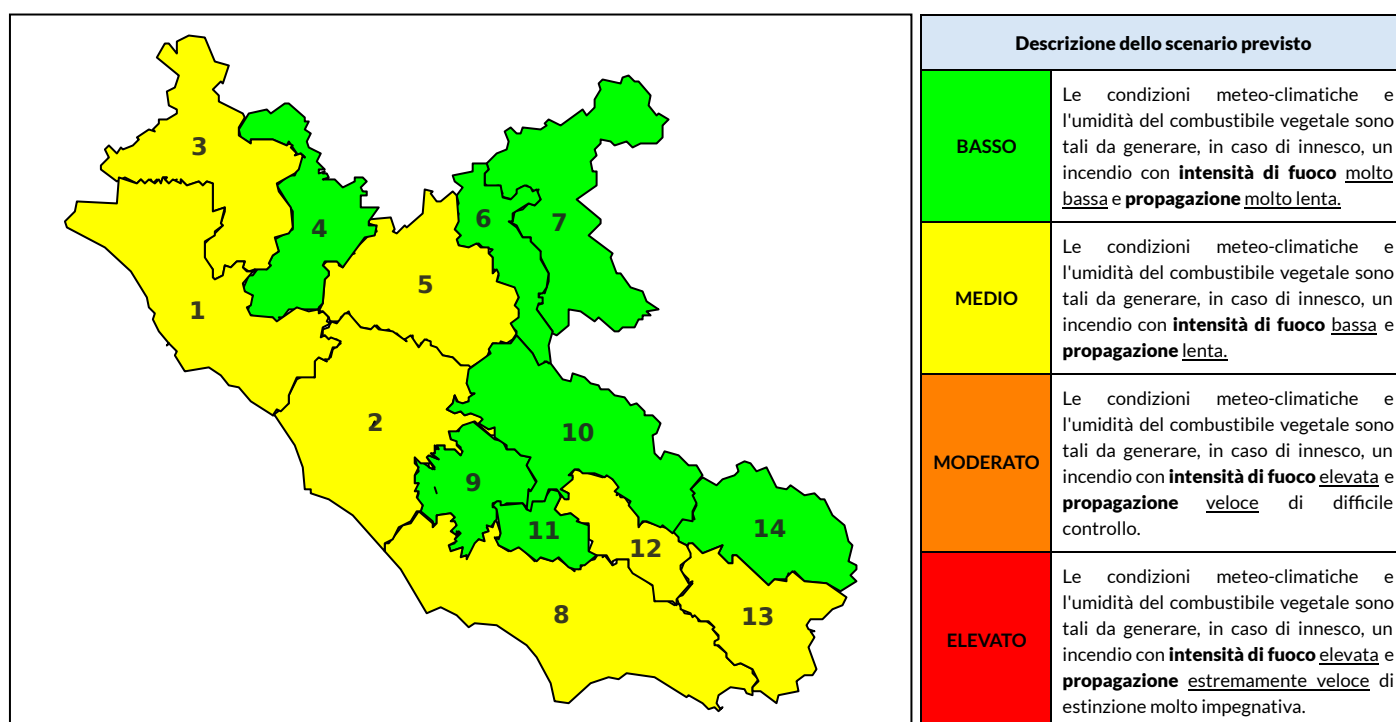 3
4
6
7
5
1
2
10
9
11
12
14
8
13
Descrizione dello scenario previsto
BASSO
Le condizioni meteo-climatiche e
l'umidità del combustibile vegetale sono
tali da generare, in caso di innesco, un
incendio con intensità di fuoco molto
bassa e propagazione molto lenta.
MEDIO
Le condizioni meteo-climatiche e
l'umidità del combustibile vegetale sono
tali da generare, in caso di innesco, un
incendio con intensità di fuoco bassa e
propagazione lenta.
MODERATO
Le condizioni meteo-climatiche e
l'umidità del combustibile vegetale sono
tali da generare, in caso di innesco, un
incendio con intensità di fuoco elevata e
propagazione veloce di difficile
controllo.
ELEVATO
Le condizioni meteo-climatiche e
l'umidità del combustibile vegetale sono
tali da generare, in caso di innesco, un
incendio con intensità di fuoco elevata e
propagazione estremamente veloce di
estinzione molto impegnativa.